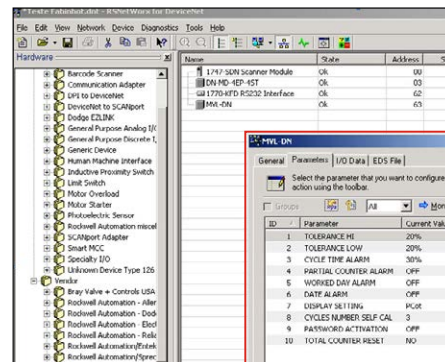 Teste Fabinbot.dnt - RSNetWorx for DeviceNet
File Edit View Network Device Diagnostics Tools Help
Hardware
Barcode Scanner
Communication Adapter
DPI to DeviceNet
DeviceNet to SCANport
Dodge EZLINK
General Purpose Analog I/O
General Purpose Discrete I
Generic Device
Human Machine Interface
Inductive Proximity Switch
Limit Switch
Motor Overload
Motor Starter
Photoelectric Sensor
Rockwell Automation miscel
SCANport Adapter
Smart MCC
Specialty I/O
Unknown Device Type 126
Vendor
Bray Valve + Controls USA
Rockwell Automation - Allen
Rockwell Automation - Dod
Rockwell Automation - Elect
Rockwell Automation - Relia
Rockwell Automation/Entek
Rockwell Automation/Sprec
Name State Address
1747-SDN Scanner Module Ok 00
DN-MD-4EP-4ST Ok 03
1770-KFD RS232 Interface Ok 62
MVL-DN Ok 63
MVL-DN
General Parameters I/O Data EDS File
Select the parameter that you want to configure
action using the toolbar.
Groups All Mon
ID Parameter Current Valu
1 TOLERANCE HI 20%
2 TOLERANCE LOW 20%
3 CYCLE TIME ALARM 30%
4 PARTIAL COUNTER ALARM OFF
5 WORKED DAY ALARM OFF
6 DATE ALARM OFF
7 DISPLAY SETTING PCot
8 CYCLES NUMBER SELF CAL 3
9 PASSWORD ACTIVATION OFF
10 TOTAL COUNTER RESET NO